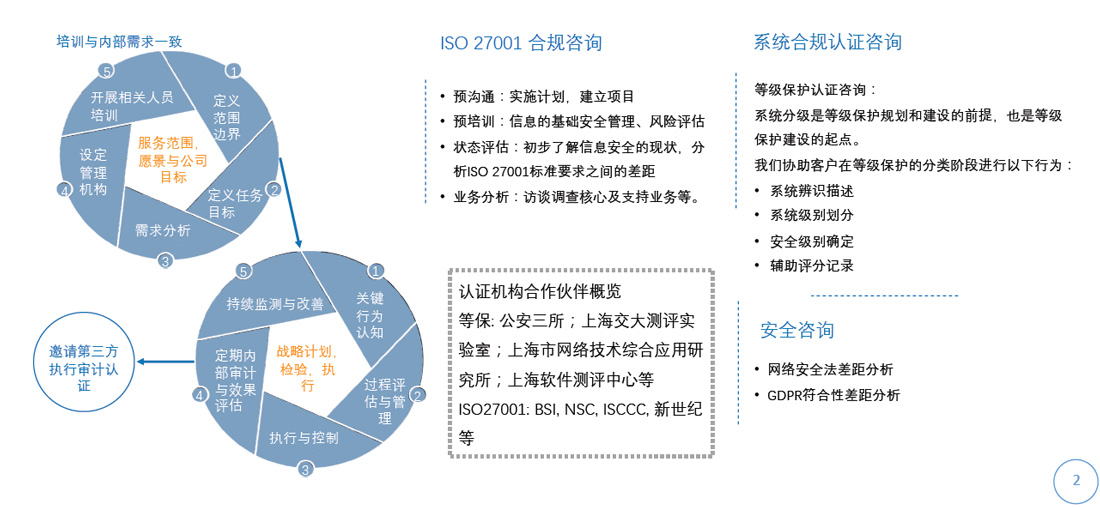 培训与内部需求一致
1
定义
范围
边界
2
定义任务
目标
3
需求分析
4
设定
管理
机构
5
开展相关人员
培训
服务范围,
愿景与公司
目标
1
关键
行为
认知
2
过程评
估与管
理
3
执行与控制
4
定期内
部审计
与效果
评估
5
持续监测与改善
战略计划,
检验, 执
行
邀请第三方
执行审计认
证
ISO 27001 合规咨询
• 预沟通：实施计划，建立项目
• 预培训：信息的基础安全管理、风险评估
• 状态评估：初步了解信息安全的现状，分
析ISO 27001标准要求之间的差距
• 业务分析：访谈调查核心及支持业务等。
认证机构合作伙伴概览
等保: 公安三所；上海交大测评实
验室；上海市网络技术综合应用研
究所；上海软件测评中心等
ISO27001: BSI, NSC, ISCCC, 新世纪
等
系统合规认证咨询
等级保护认证咨询：
系统分级是等级保护规划和建设的前提，也是等级
保护建设的起点。
我们协助客户在等级保护的分类阶段进行以下行为：
• 系统辨识描述
• 系统级别划分
• 安全级别确定
• 辅助评分记录
安全咨询
• 网络安全法差距分析
• GDPR符合性差距分析
2